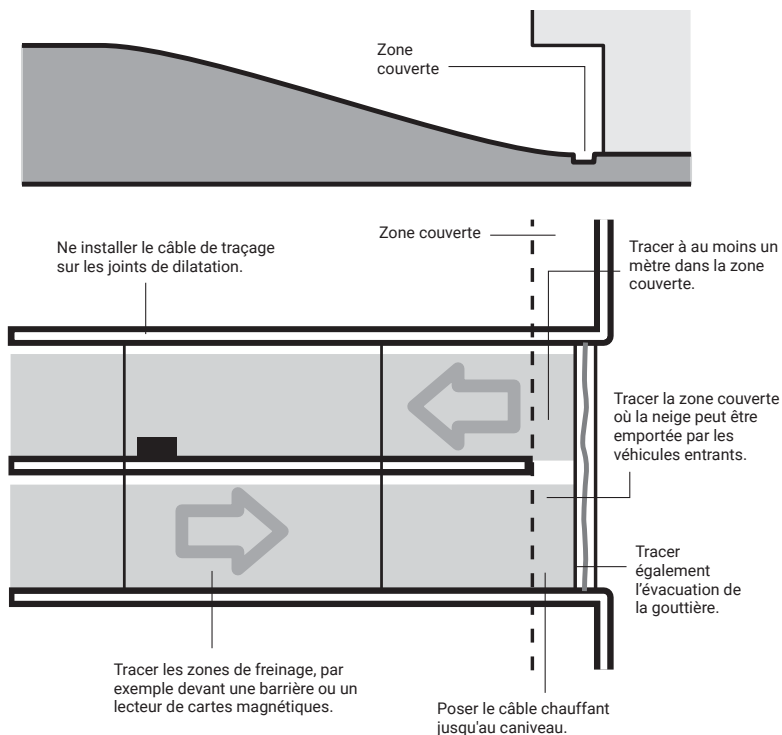 Zone
couverte
Zone couverte
Ne installer le câble de traçage
sur les joints de dilatation.
Tracer à au moins un
mètre dans la zone
couverte.
Tracer la zone couverte
où la neige peut être
emportée par les
véhicules entrants.
Tracer
également
l'évacuation de
la gouttière.
Tracer les zones de freinage, par
exemple devant une barrière ou un
lecteur de cartes magnétiques.
Poser le câble chauffant
jusqu'au caniveau.